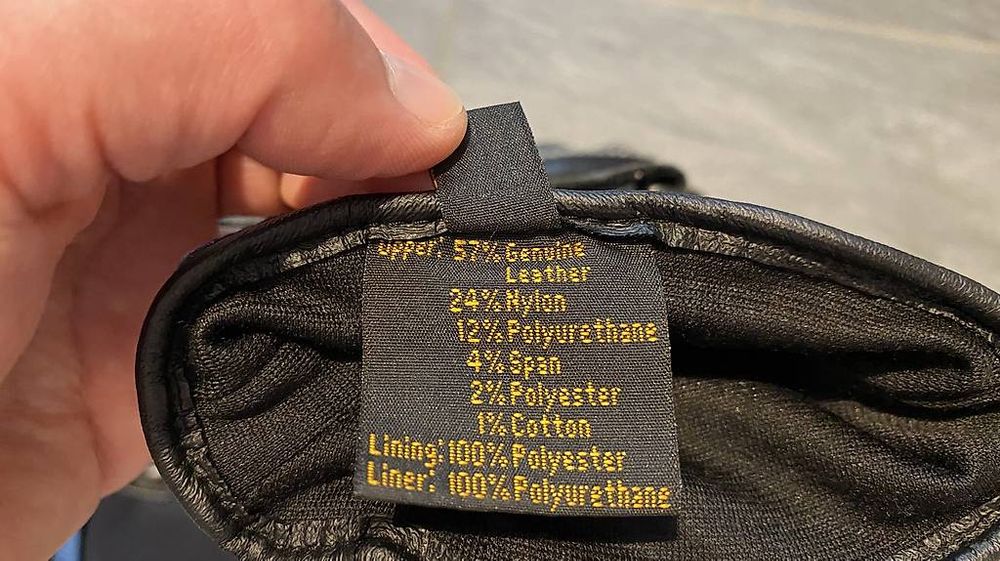 Upper: 57% Genuine
Leather
24% Nylon
12% Polyurethane
4% Span
2% Polyester
1% Cotton
Lining: 100% Polyester
Liner: 100% Polyurethane